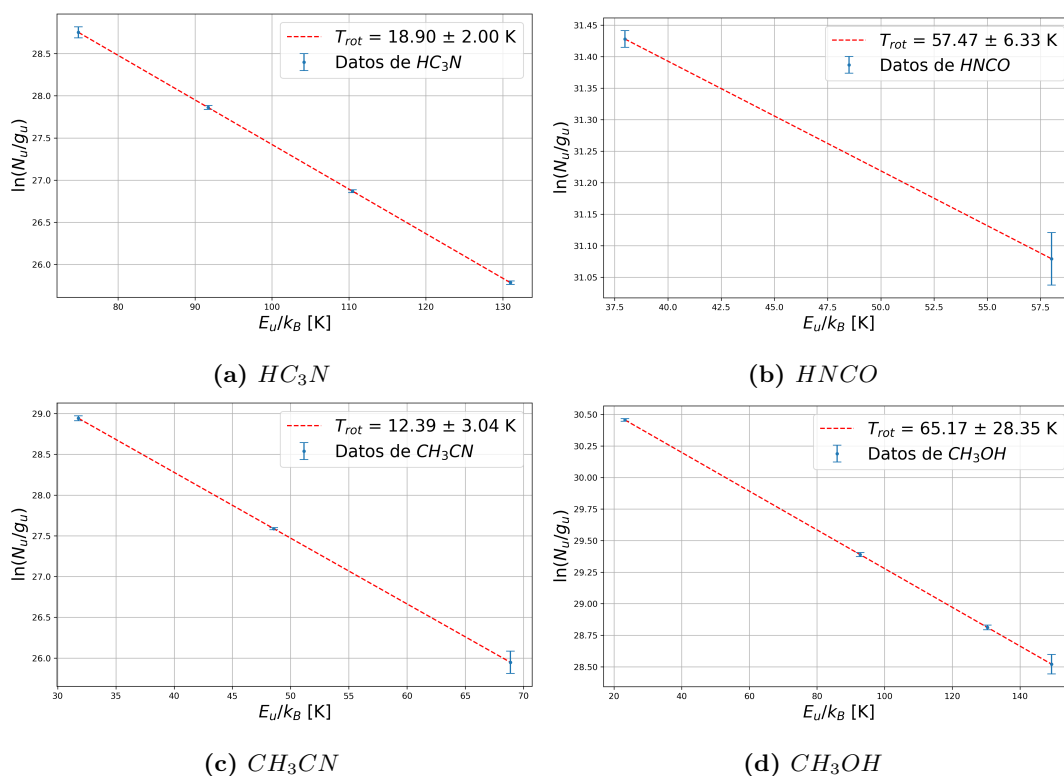 28.5
28.0
27.5
27.0
26.5
26.0
ln(N_u/g_u)
T_rot = 18.90 ± 2.00 K
Datos de HC_3N
80 90 100 110 120 130
E_u/k_B [K]
(a) HC_3N
31.45
31.40
31.35
31.30
31.25
31.20
31.15
31.10
31.05
ln(N_u/g_u)
T_rot = 57.47 ± 6.33 K
Datos de HNCO
37.5 40.0 42.5 45.0 47.5 50.0 52.5 55.0 57.5
E_u/k_B [K]
(b) HNCO
29.0
28.5
28.0
27.5
27.0
26.5
26.0
ln(N_u/g_u)
T_rot = 12.39 ± 3.04 K
Datos de CH_3CN
30 35 40 45 50 55 60 65 70
E_u/k_B [K]
(c) CH_3CN
30.50
30.25
30.00
29.75
29.50
29.25
29.00
28.75
28.50
ln(N_u/g_u)
T_rot = 65.17 ± 28.35 K
Datos de CH_3OH
20 40 60 80 100 120 140
E_u/k_B [K]
(d) CH_3OH